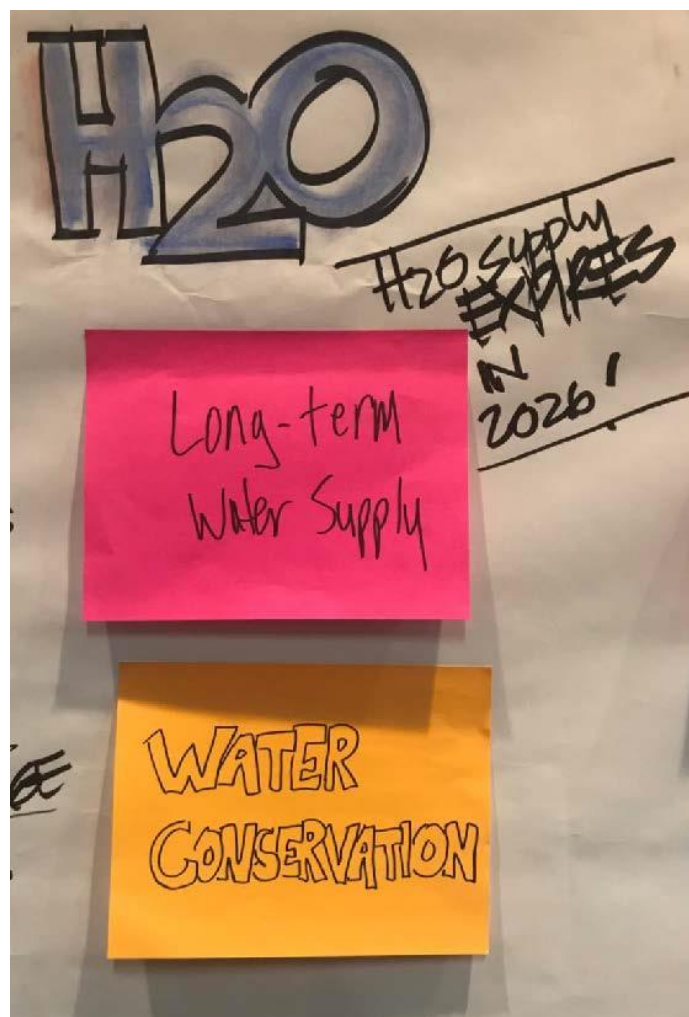 H2O
H2O supply
EXPIRES
IN
2026!
Long-term
Water Supply
WATER
CONSERVATION